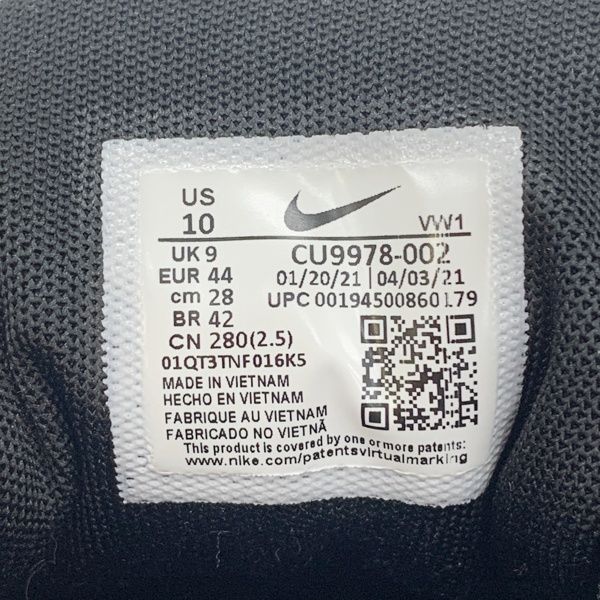 US
10
VW1
UK 9
CU9978-002
EUR 44
01/20/21 | 04/03/21
cm 28
UPC 00194500860179
BR 42
CN 280(2.5)
01QT3TNF016K5
MADE IN VIETNAM
HECHO EN VIETNAM
FABRIQUE AU VIETNAM
FABRICADO NO VIETNÃ
This product is covered by one or more patents:
www.nike.com/patentsvirtualmarking